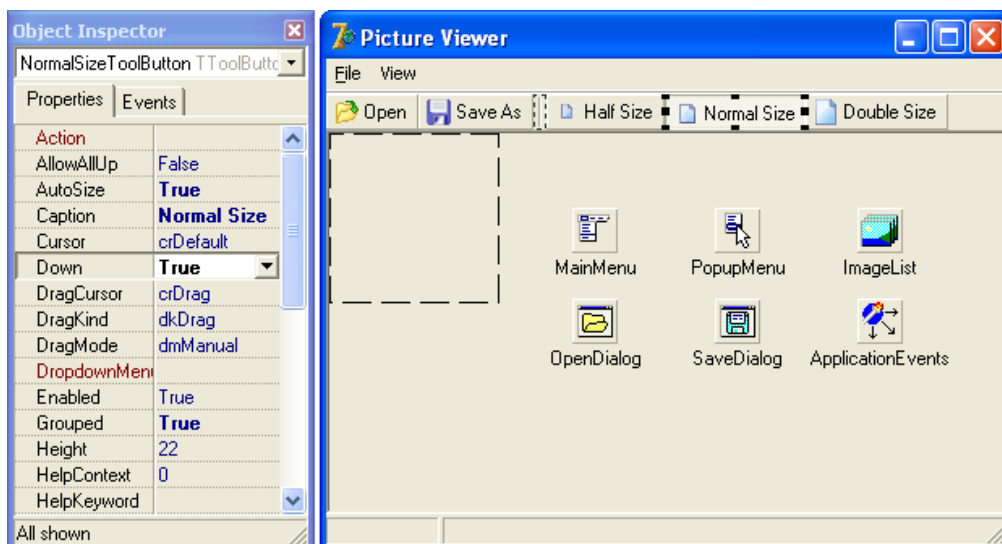 Object Inspector
NormalSizeToolButton
Properties Events
Action
AllowAllUp False
AutoSize True
Caption Normal Size
Cursor crDefault
Down True
DragCursor crDrag
DragKind dkDrag
DragMode dmManual
DropdownMenu
Enabled True
Grouped True
Height 22
HelpContext 0
HelpKeyword
All shown
Picture Viewer
File View
Open Save As Half Size Normal Size Double Size
MainMenu PopupMenu ImageList
OpenDialog SaveDialog ApplicationEvents